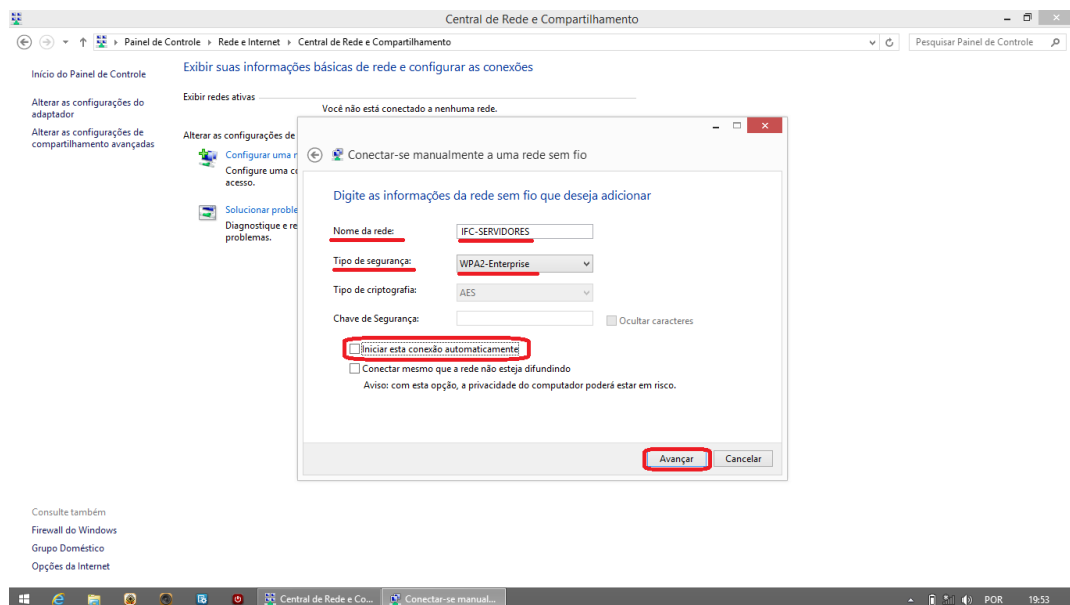 Central de Rede e Compartilhamento
Painel de Controle
Rede e Internet
Central de Rede e Compartilhamento
Pesquisar Painel de Controle
Início do Painel de Controle
Alterar as configurações do
adaptador
Alterar as configurações de
compartilhamento avançadas
Exibir suas informações básicas de rede e configurar as conexões
Exibir redes ativas
Você não está conectado a nenhuma rede.
Alterar as configurações de
Configurar uma
Configure uma
acesso.
Solucionar
Diagnostique e
problemas.
Conectar-se manualmente a uma rede sem fio
Digite as informações da rede sem fio que deseja adicionar
Nome da rede:
IFC-SERVIDORES
Tipo de segurança:
WPA2-Enterprise
Tipo de criptografia:
AES
Chave de Segurança:
Ocultar caracteres
Iniciar esta conexão automaticamente
Conectar mesmo que a rede não esteja difundindo
Aviso: com esta opção, a privacidade do computador poderá estar em risco.
Avançar
Cancelar
Consulte também
Firewall do Windows
Grupo Doméstico
Opções da Internet
Central de Rede e Co...
Conectar-se manual...
POR
19:53